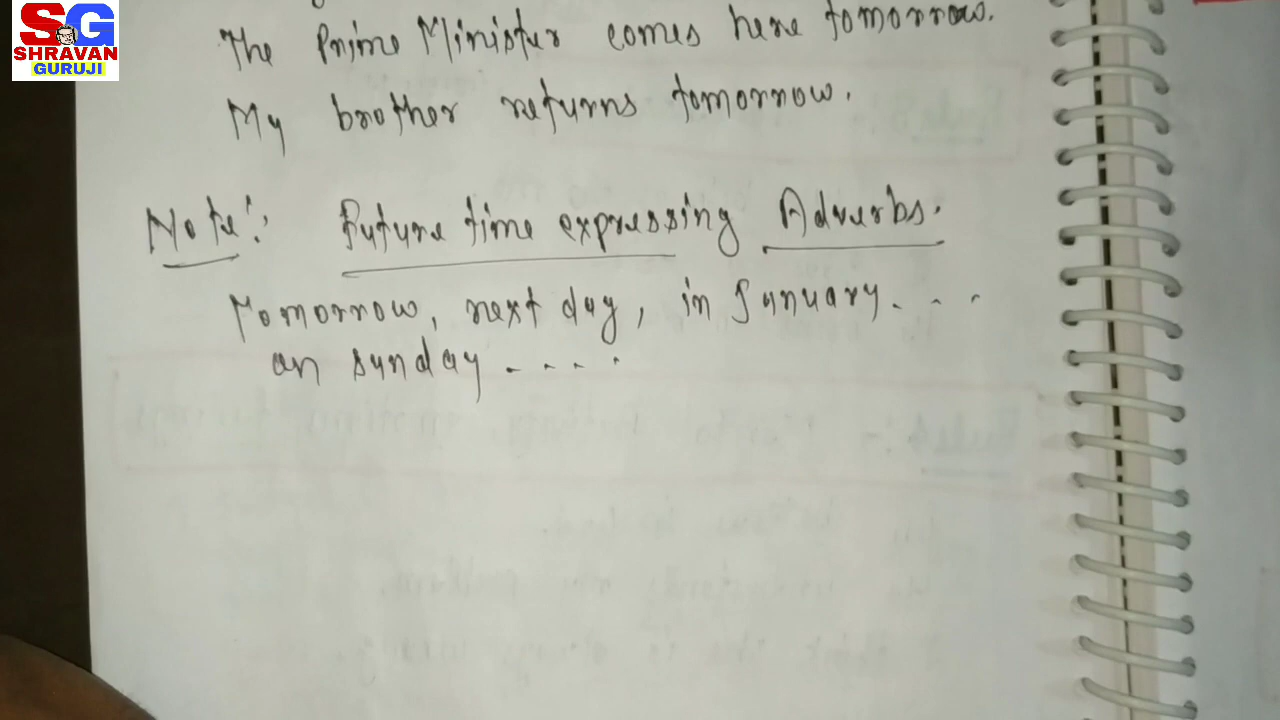 SG
SHRAVAN
GURUJI
The Prime Minister comes here tomorrow.
My brother returns tomorrow.
Note:
Future time expressing Adverbs.
Tomorrow, next day, in January. . . .
on sunday . . . .